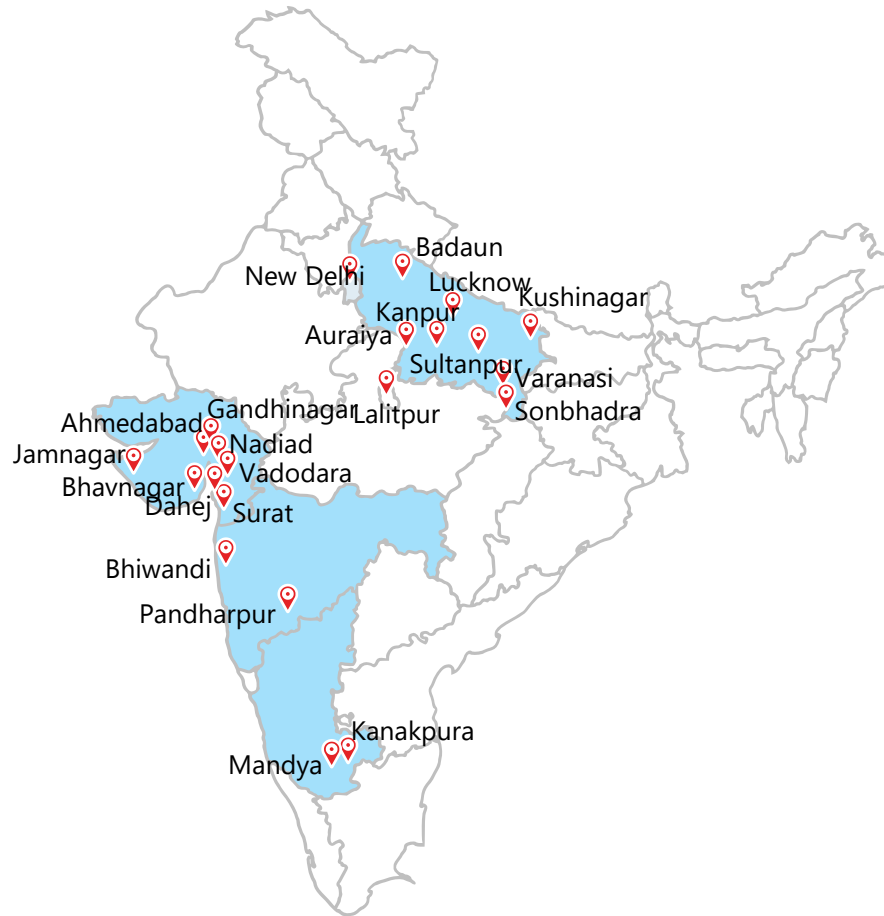 Badaun
New Delhi
Lucknow
Kushinagar
Kanpur
Auraiya
Sultanpur
Varanasi
Lalitpur
Sonbhadra
Gandhinagar
Ahmedabad
Nadiad
Jamnagar
Vadodara
Bhavnagar
Dahej
Surat
Bhiwandi
Pandharpur
Kanakpura
Mandya